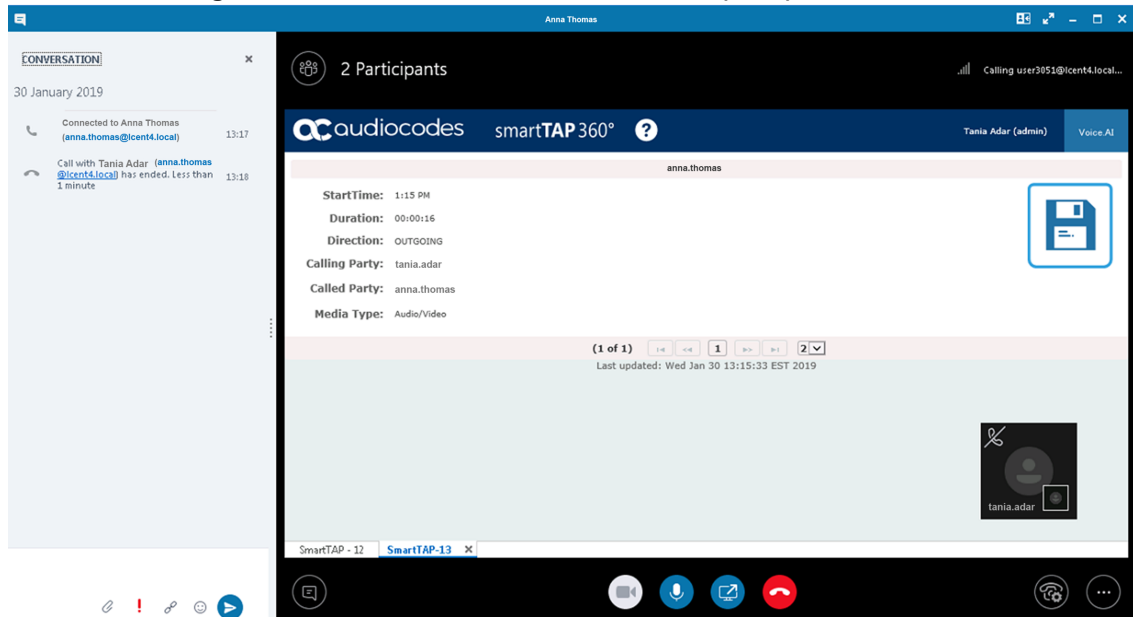 Anna Thomas
CONVERSATION
30 January 2019
Connected to Anna Thomas
(anna.thomas@lcent4.local)
13:17
Call with Tania Adar (anna.thomas
@lcent4.local) has ended. Less than
1 minute
13:18
2 Participants
Calling user3051@lcent4.local...
audiocodes smartTAP 360° ?
Tania Adar (admin)
Voice.AI
anna.thomas
StartTime: 1:15 PM
Duration: 00:00:16
Direction: OUTGOING
Calling Party: tania.adar
Called Party: anna.thomas
Media Type: Audio/Video
(1 of 1) 1 2
Last updated: Wed Jan 30 13:15:33 EST 2019
tania.adar
SmartTAP - 12 SmartTAP-13